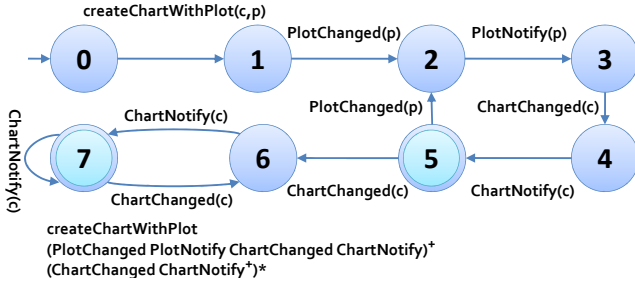 createChartWithPlot(c,p)
PlotChanged(p)
PlotNotify(p)
0
1
2
3
ChartNotify(c)
ChartNotify(c)
PlotChanged(p)
ChartChanged(c)
7
6
5
4
ChartChanged(c)
ChartChanged(c)
ChartNotify(c)
createChartWithPlot
(PlotChanged PlotNotify ChartChanged ChartNotify)⁺
(ChartChanged ChartNotify⁺)*